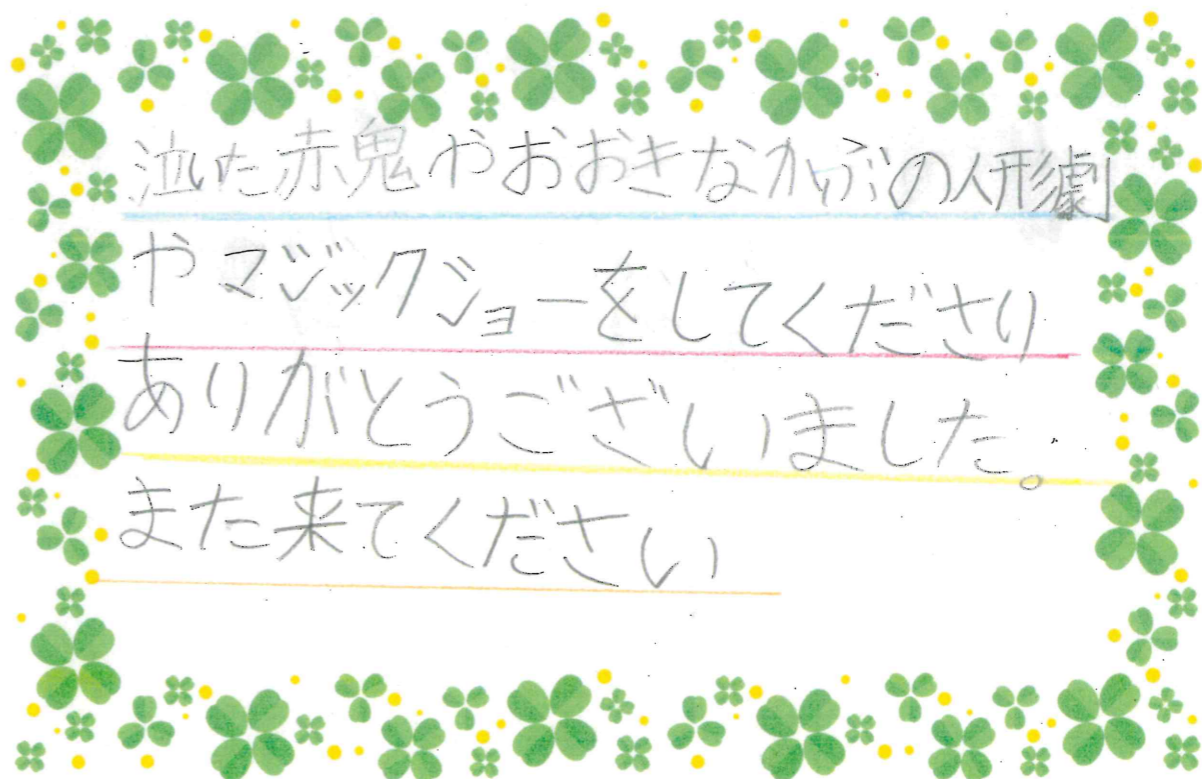 泣た赤鬼やおおきなかぶの人形劇
やマジックショーをしてくださり
ありがとうございました。
また来てください